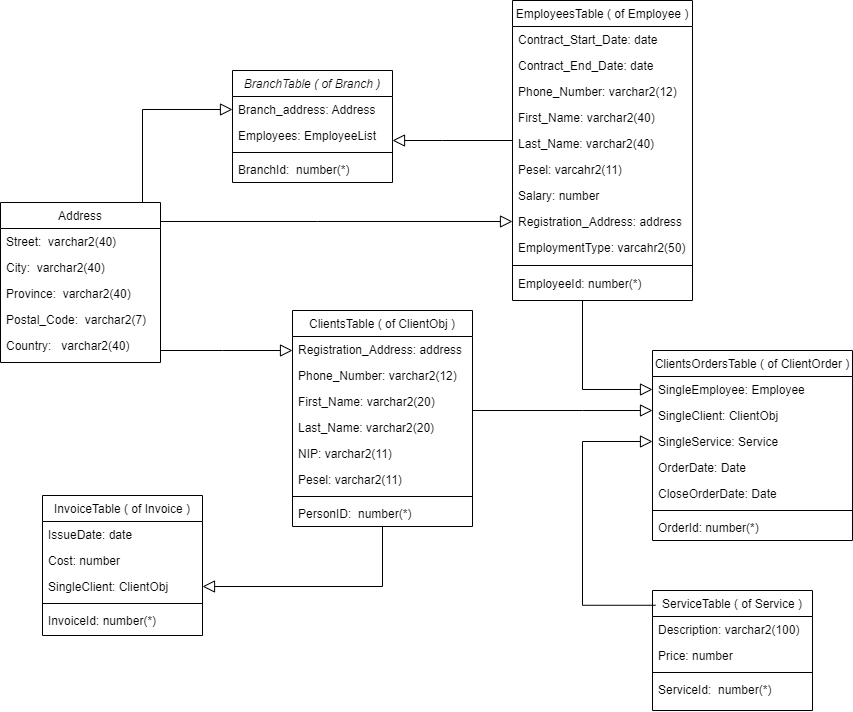 EmployeesTable ( of Employee )
Contract_Start_Date: date
Contract_End_Date: date
Phone_Number: varchar2(12)
First_Name: varchar2(40)
Last_Name: varchar2(40)
Pesel: varcahr2(11)
Salary: number
Registration_Address: address
EmploymentType: varcahr2(50)
EmployeeId: number(*)
BranchTable ( of Branch )
Branch_address: Address
Employees: EmployeeList
BranchId: number(*)
Address
Street: varchar2(40)
City: varchar2(40)
Province: varchar2(40)
Postal_Code: varchar2(7)
Country: varchar2(40)
ClientsTable ( of ClientObj )
Registration_Address: address
Phone_Number: varchar2(12)
First_Name: varchar2(20)
Last_Name: varchar2(20)
NIP: varchar2(11)
Pesel: varchar2(11)
PersonID: number(*)
ClientsOrdersTable ( of ClientOrder )
SingleEmployee: Employee
SingleClient: ClientObj
SingleService: Service
OrderDate: Date
CloseOrderDate: Date
OrderId: number(*)
InvoiceTable ( of Invoice )
IssueDate: date
Cost: number
SingleClient: ClientObj
InvoiceId: number(*)
ServiceTable ( of Service )
Description: varchar2(100)
Price: number
ServiceId: number(*)